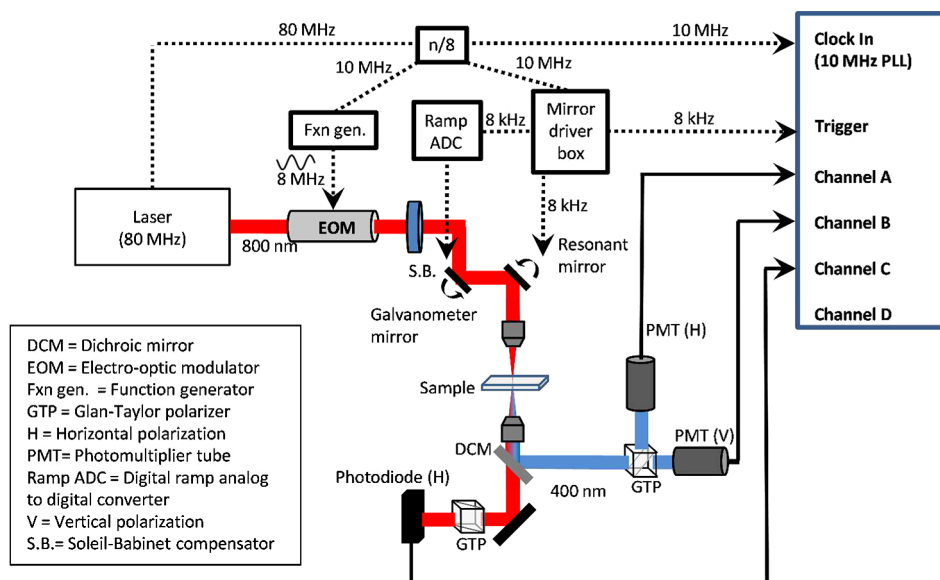 80 MHz
n/8
10 MHz
Clock In
(10 MHz PLL)
10 MHz
10 MHz
Fxn gen.
Ramp
ADC
8 kHz
Mirror
driver
box
8 kHz
Trigger
8 MHz
Channel A
Laser
(80 MHz)
800 nm
EOM
8 kHz
Channel B
S.B.
Resonant
mirror
Channel C
Galvanometer
mirror
Channel D
PMT (H)
DCM = Dichroic mirror
EOM = Electro-optic modulator
Fxn gen. = Function generator
GTP = Glan-Taylor polarizer
H = Horizontal polarization
PMT= Photomultiplier tube
Ramp ADC = Digital ramp analog
to digital converter
V = Vertical polarization
S.B.= Soleil-Babinet compensator
Sample
DCM
PMT (V)
GTP
400 nm
Photodiode (H)
GTP